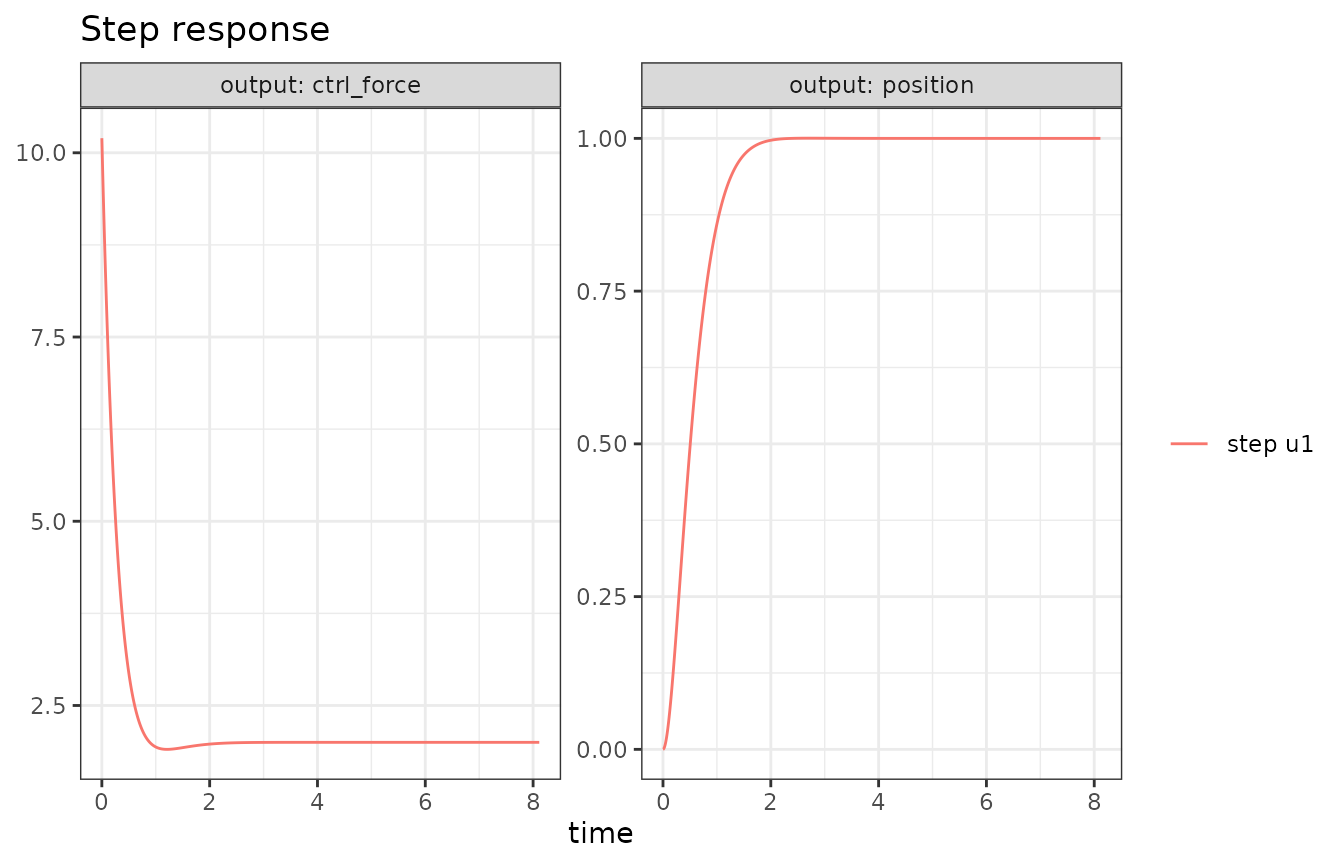 Step response
output: ctrl_force
output: position
10.0
7.5
5.0
2.5
0 2 4 6 8
1.00
0.75
0.50
0.25
0.00
0 2 4 6 8
time
step u1